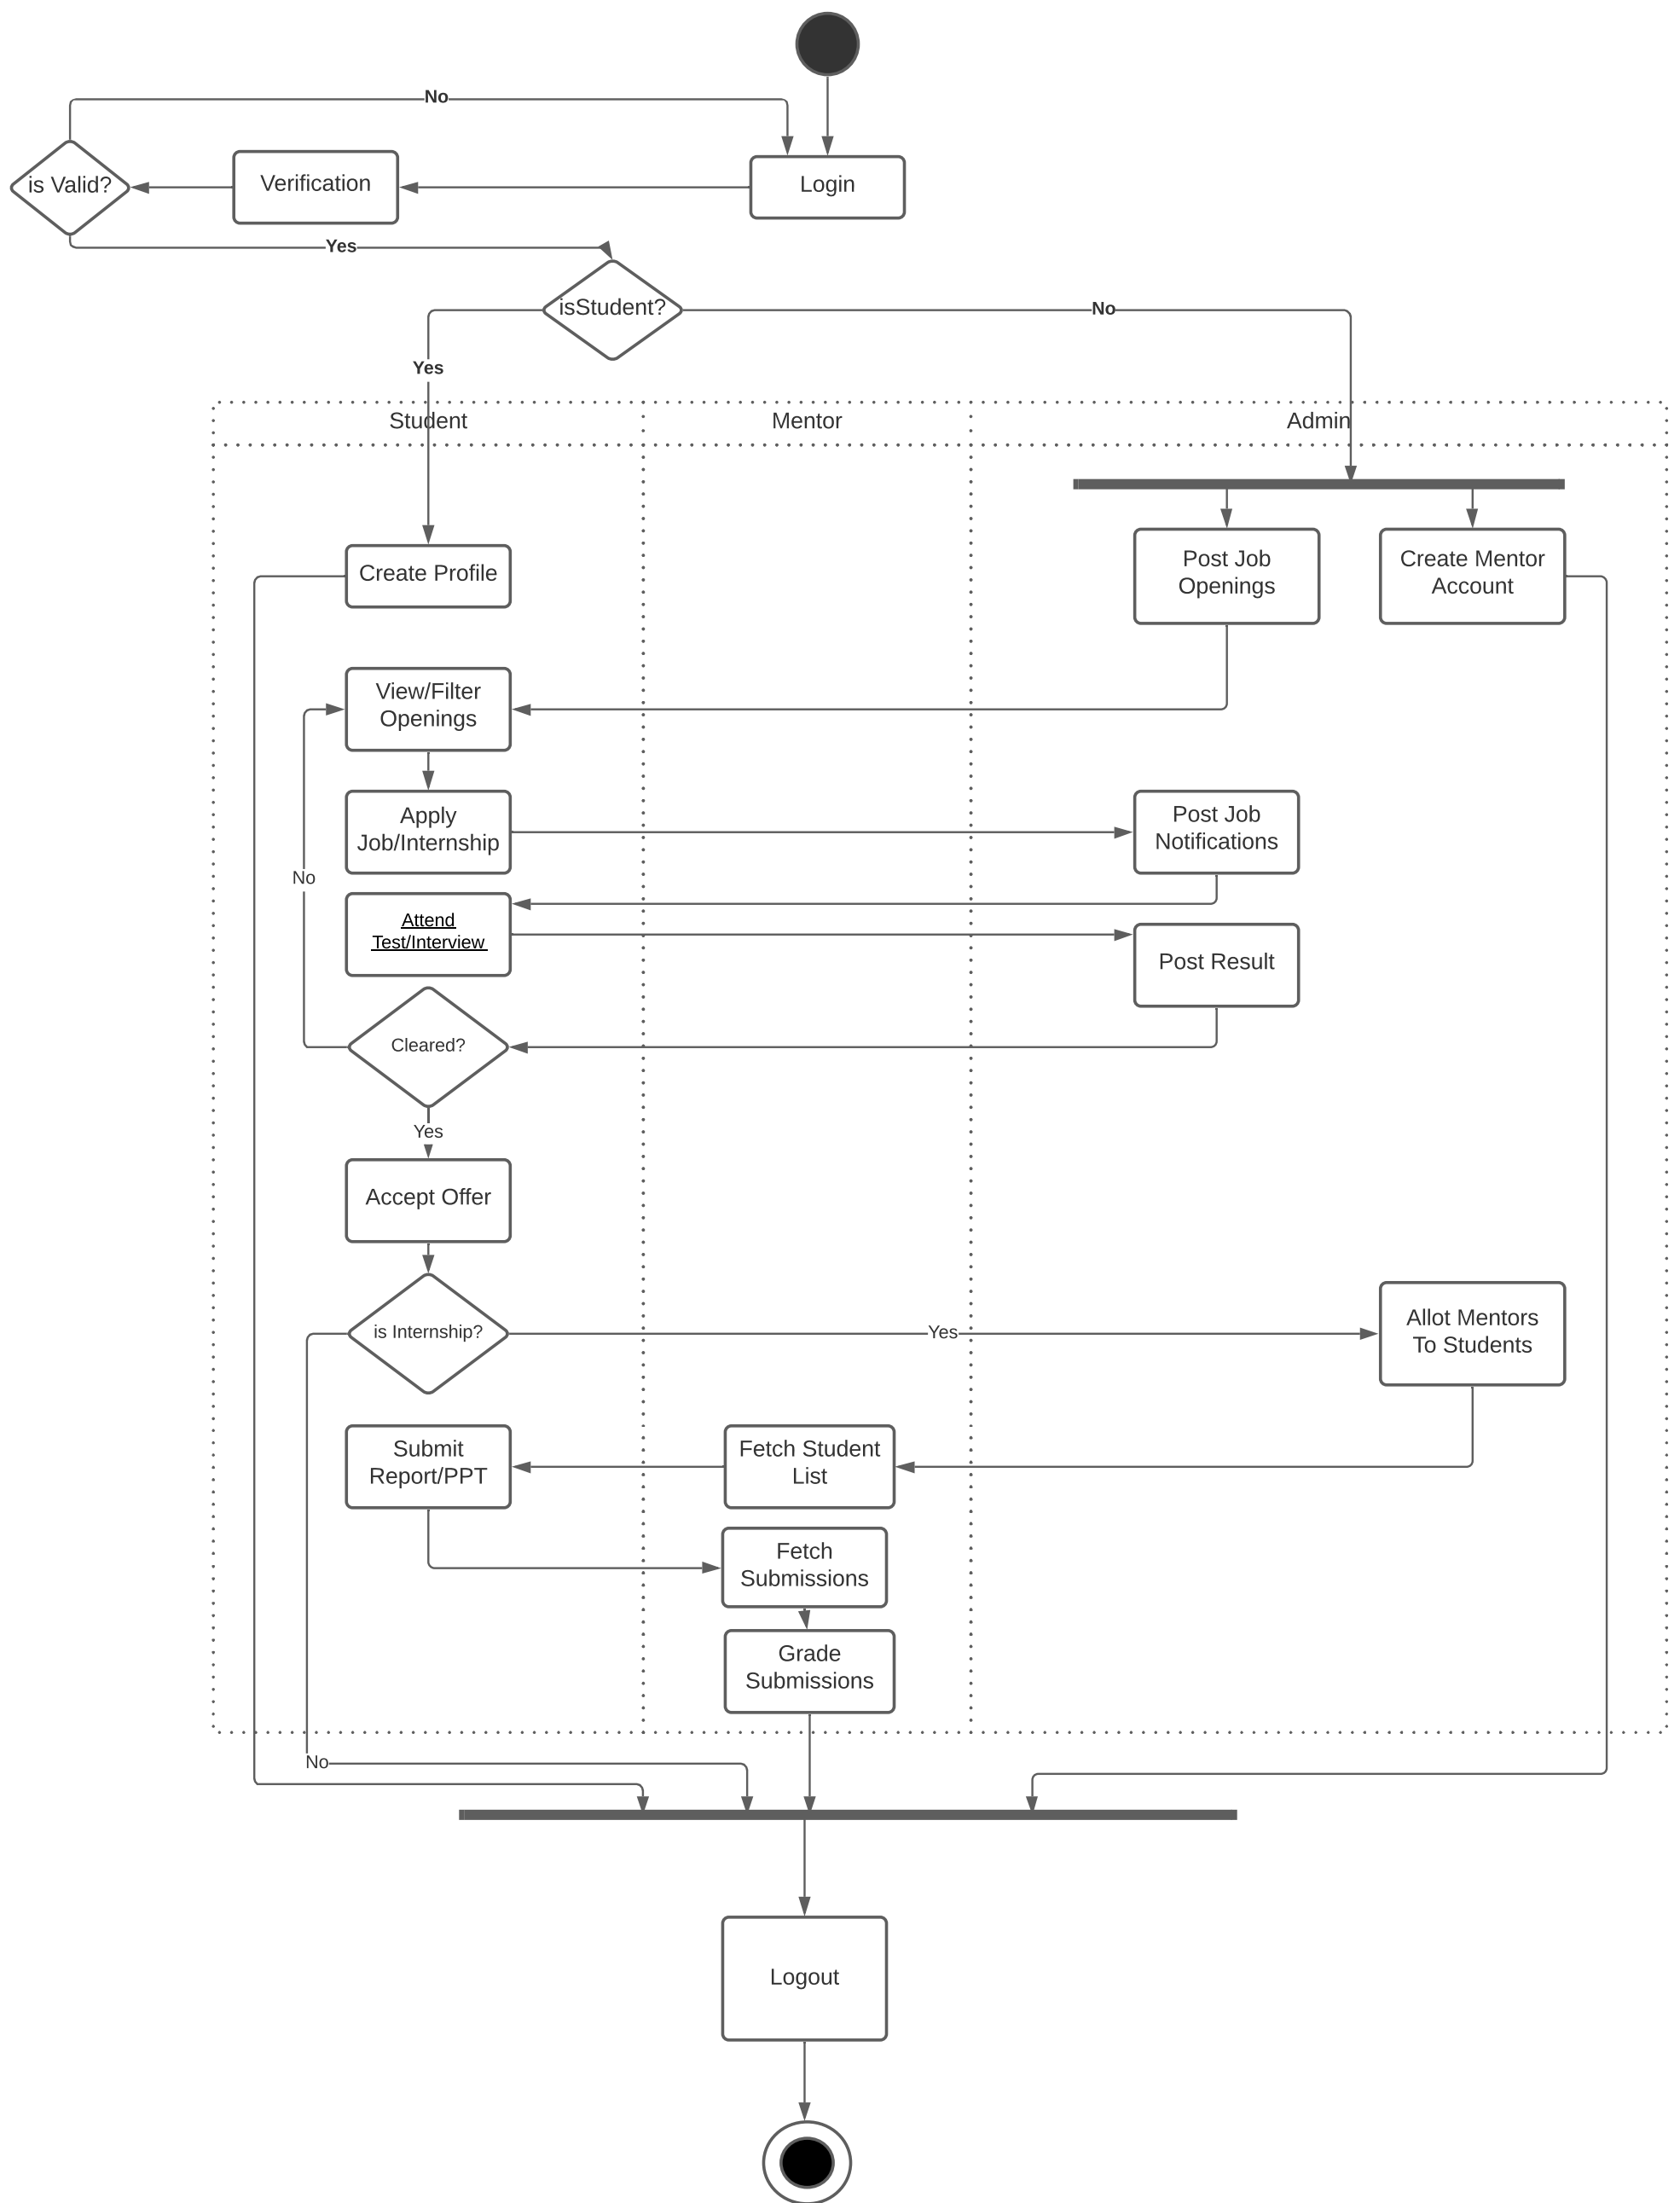 No
is Valid?
Verification
Login
Yes
isStudent?
No
Yes
Student
Mentor
Admin
Create Profile
Post Job
Openings
Create Mentor
Account
View/Filter
Openings
Apply
Job/Internship
Post Job
Notifications
No
Attend
Test/Interview
Post Result
Cleared?
Yes
Accept Offer
is Internship?
Yes
Allot Mentors
To Students
Submit
Report/PPT
Fetch Student
List
Fetch
Submissions
Grade
Submissions
No
Logout